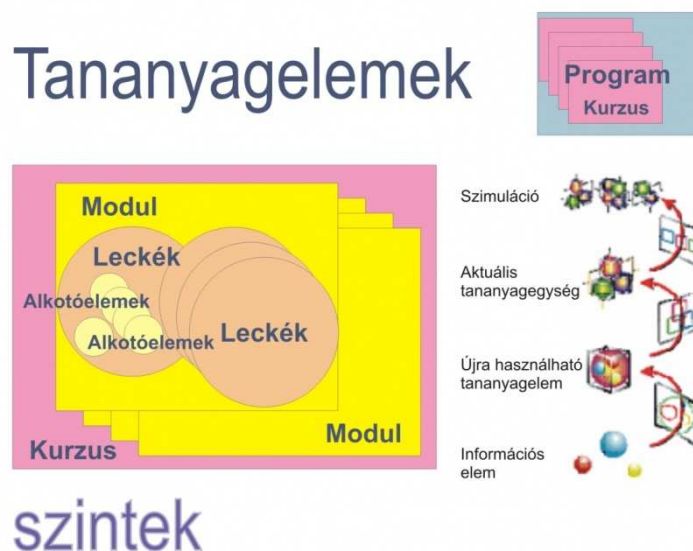 Tananyagelemek
Program
Kurzus
Modul
Leckék
Alkotóelemek
Alkotóelemek
Leckék
Modul
Kurzus
Szimuláció
Aktuális
tananyagegység
Újra használható
tananyagelem
Információs
elem
szintek